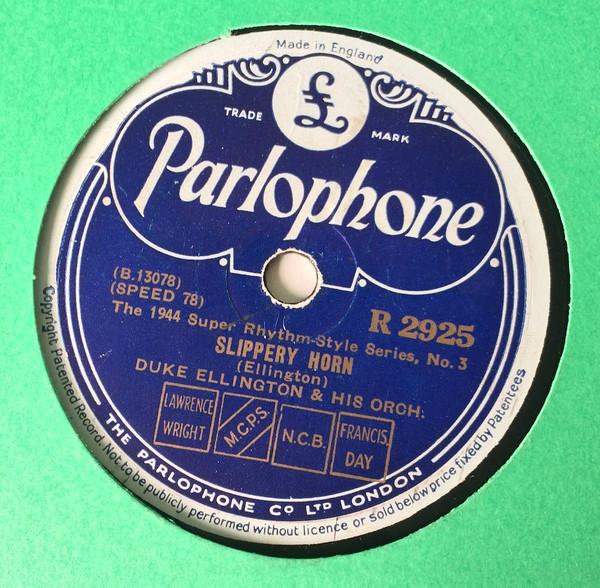 Made in England
£
TRADE MARK
Parlophone
(B.13078)
(SPEED 78)
R 2925
The 1944 Super Rhythm-Style Series, No. 3
SLIPPERY HORN
(Ellington)
DUKE ELLINGTON & HIS ORCH:
LAWRENCE
WRIGHT
M.C.P.S.
N.C.B.
FRANCIS,
DAY
THE PARLOPHONE CO LTD LONDON
Copyright Patented Record. Not to be publicly performed without licence or sold below price fixed by Patentees